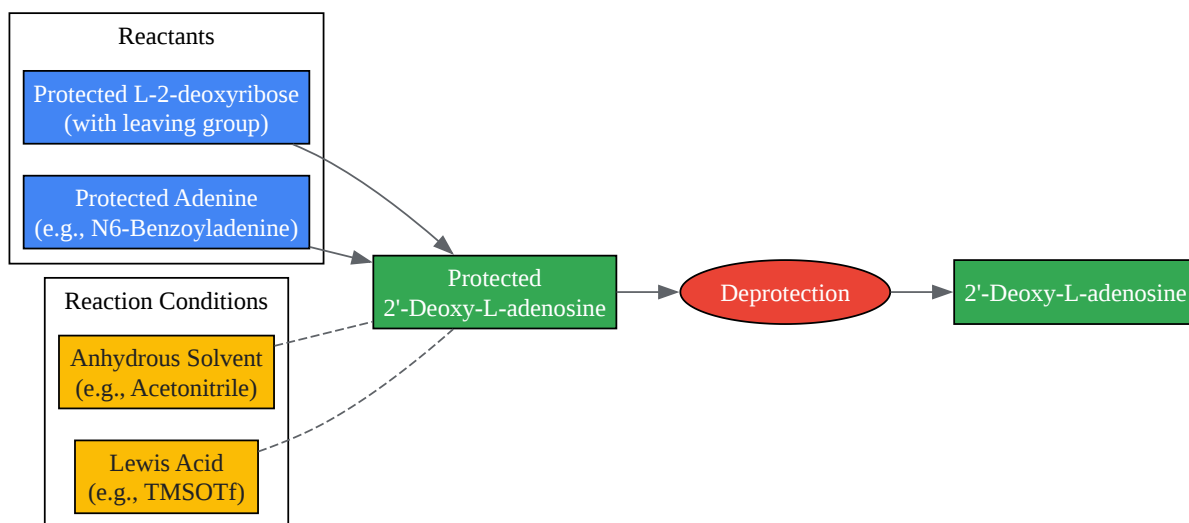 Reactants
Protected L-2-deoxyribose
(with leaving group)
Protected Adenine
(e.g., N6-Benzoyladenine)
Reaction Conditions
Anhydrous Solvent
(e.g., Acetonitrile)
Lewis Acid
(e.g., TMSOTf)
Protected
2'-Deoxy-L-adenosine
Deprotection
2'-Deoxy-L-adenosine